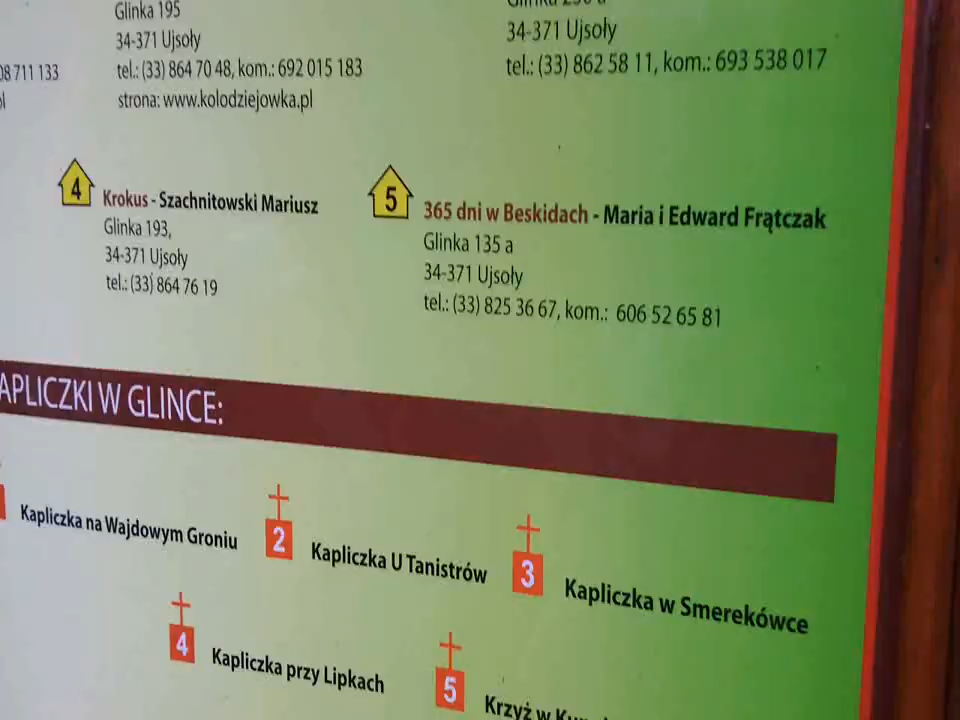 Glinka 195
34-371 Ujsoły
tel.: (33) 864 70 48, kom.: 692 015 183
strona: www.kolodziejowka.pl
34-371 Ujsoły
tel.: (33) 862 58 11, kom.: 693 538 017
711 133
4
Krokus - Szachnitowski Mariusz
Glinka 193,
34-371 Ujsoły
tel.: (33) 864 76 19
5
365 dni w Beskidach - Maria i Edward Frątczak
Glinka 135 a
34-371 Ujsoły
tel.: (33) 825 36 67, kom.: 606 52 65 81
APLICZKI W GLINCE:
Kapliczka na Wajdowym Groniu
2
Kapliczka U Tanistrów
3
Kapliczka w Smerekówce
4
Kapliczka przy Lipkach
5
Krzyż w